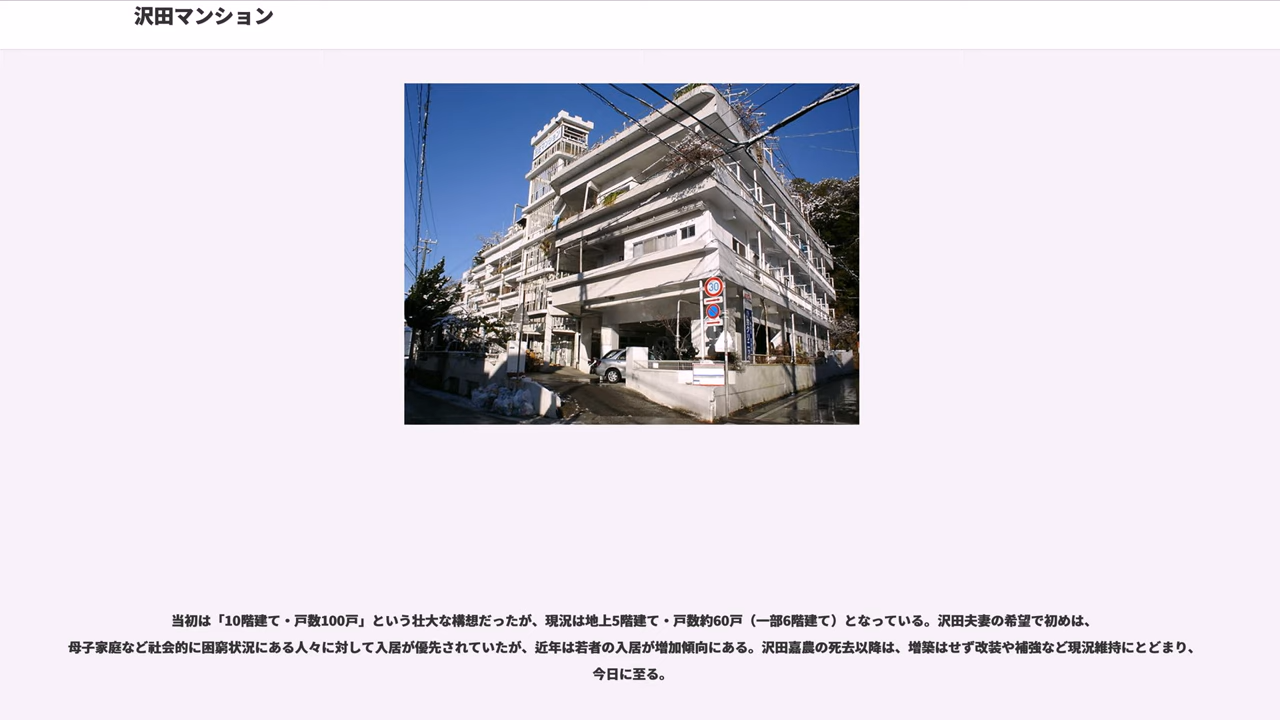 沢田マンション
30
当初は「10階建て・戸数100戸」という壮大な構想だったが、現況は地上5階建て・戸数約60戸（一部6階建て）となっている。沢田夫妻の希望で初めは、
母子家庭など社会的に困窮状況にある人々に対して入居が優先されていたが、近年は若者の入居が増加傾向にある。沢田嘉農の死去以降は、増築はせず改装や補強など現況維持にとどまり、
今日に至る。